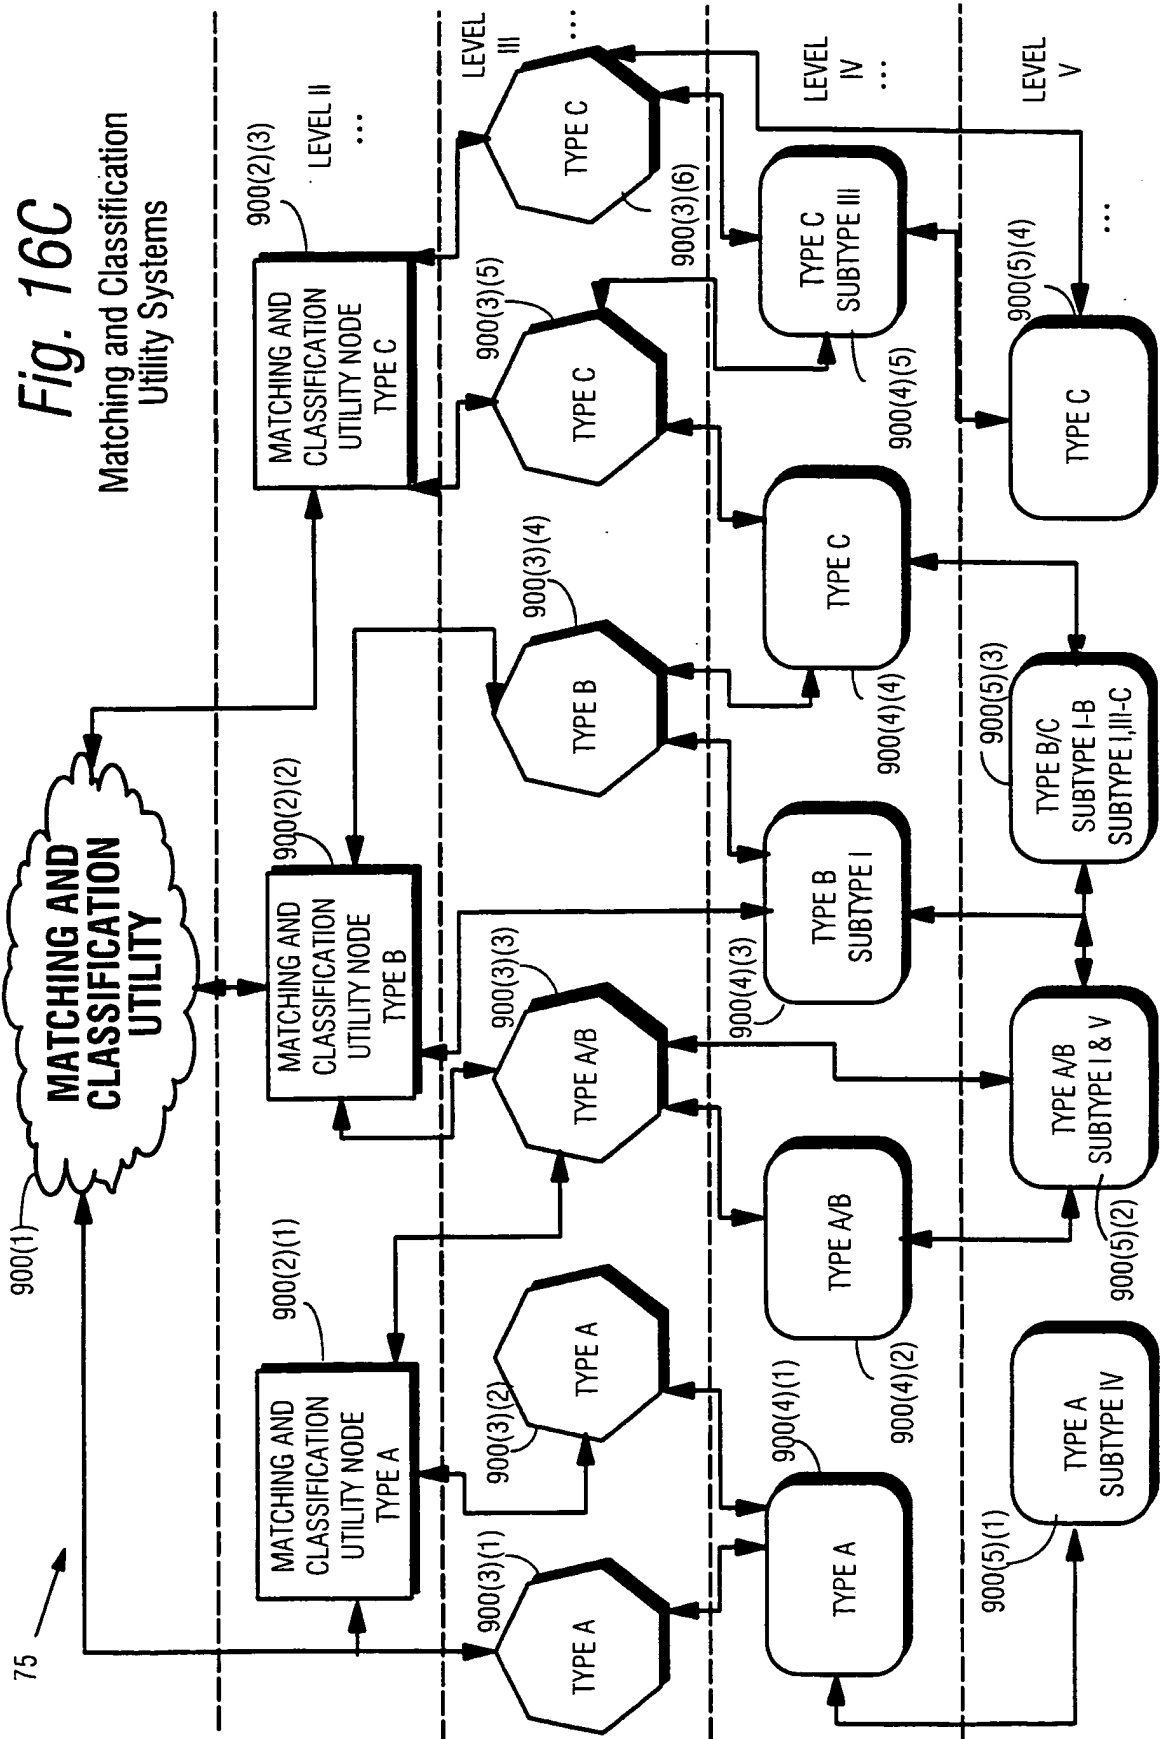 Fig. 16C
Matching and Classification
Utility Systems
75
900(1)
MATCHING AND
CLASSIFICATION
UTILITY
LEVEL II
...
900(2)(1)
MATCHING AND
CLASSIFICATION
UTILITY NODE
TYPE A
900(2)(2)
MATCHING AND
CLASSIFICATION
UTILITY NODE
TYPE B
900(2)(3)
MATCHING AND
CLASSIFICATION
UTILITY NODE
TYPE C
LEVEL
III
...
900(3)(1)
TYPE A
900(3)(2)
TYPE A
900(3)(3)
TYPE A/B
900(3)(4)
TYPE B
900(3)(5)
TYPE C
900(3)(6)
TYPE C
LEVEL
IV
...
900(4)(1)
TYPE A
900(4)(2)
TYPE A/B
900(4)(3)
TYPE B
SUBTYPE I
900(4)(4)
TYPE C
900(4)(5)
TYPE C
SUBTYPE III
LEVEL
V
...
900(5)(1)
TYPE A
SUBTYPE IV
900(5)(2)
TYPE A/B
SUBTYPE I & V
900(5)(3)
TYPE B/C
SUBTYPE I-B
SUBTYPE I,III-C
900(5)(4)
TYPE C